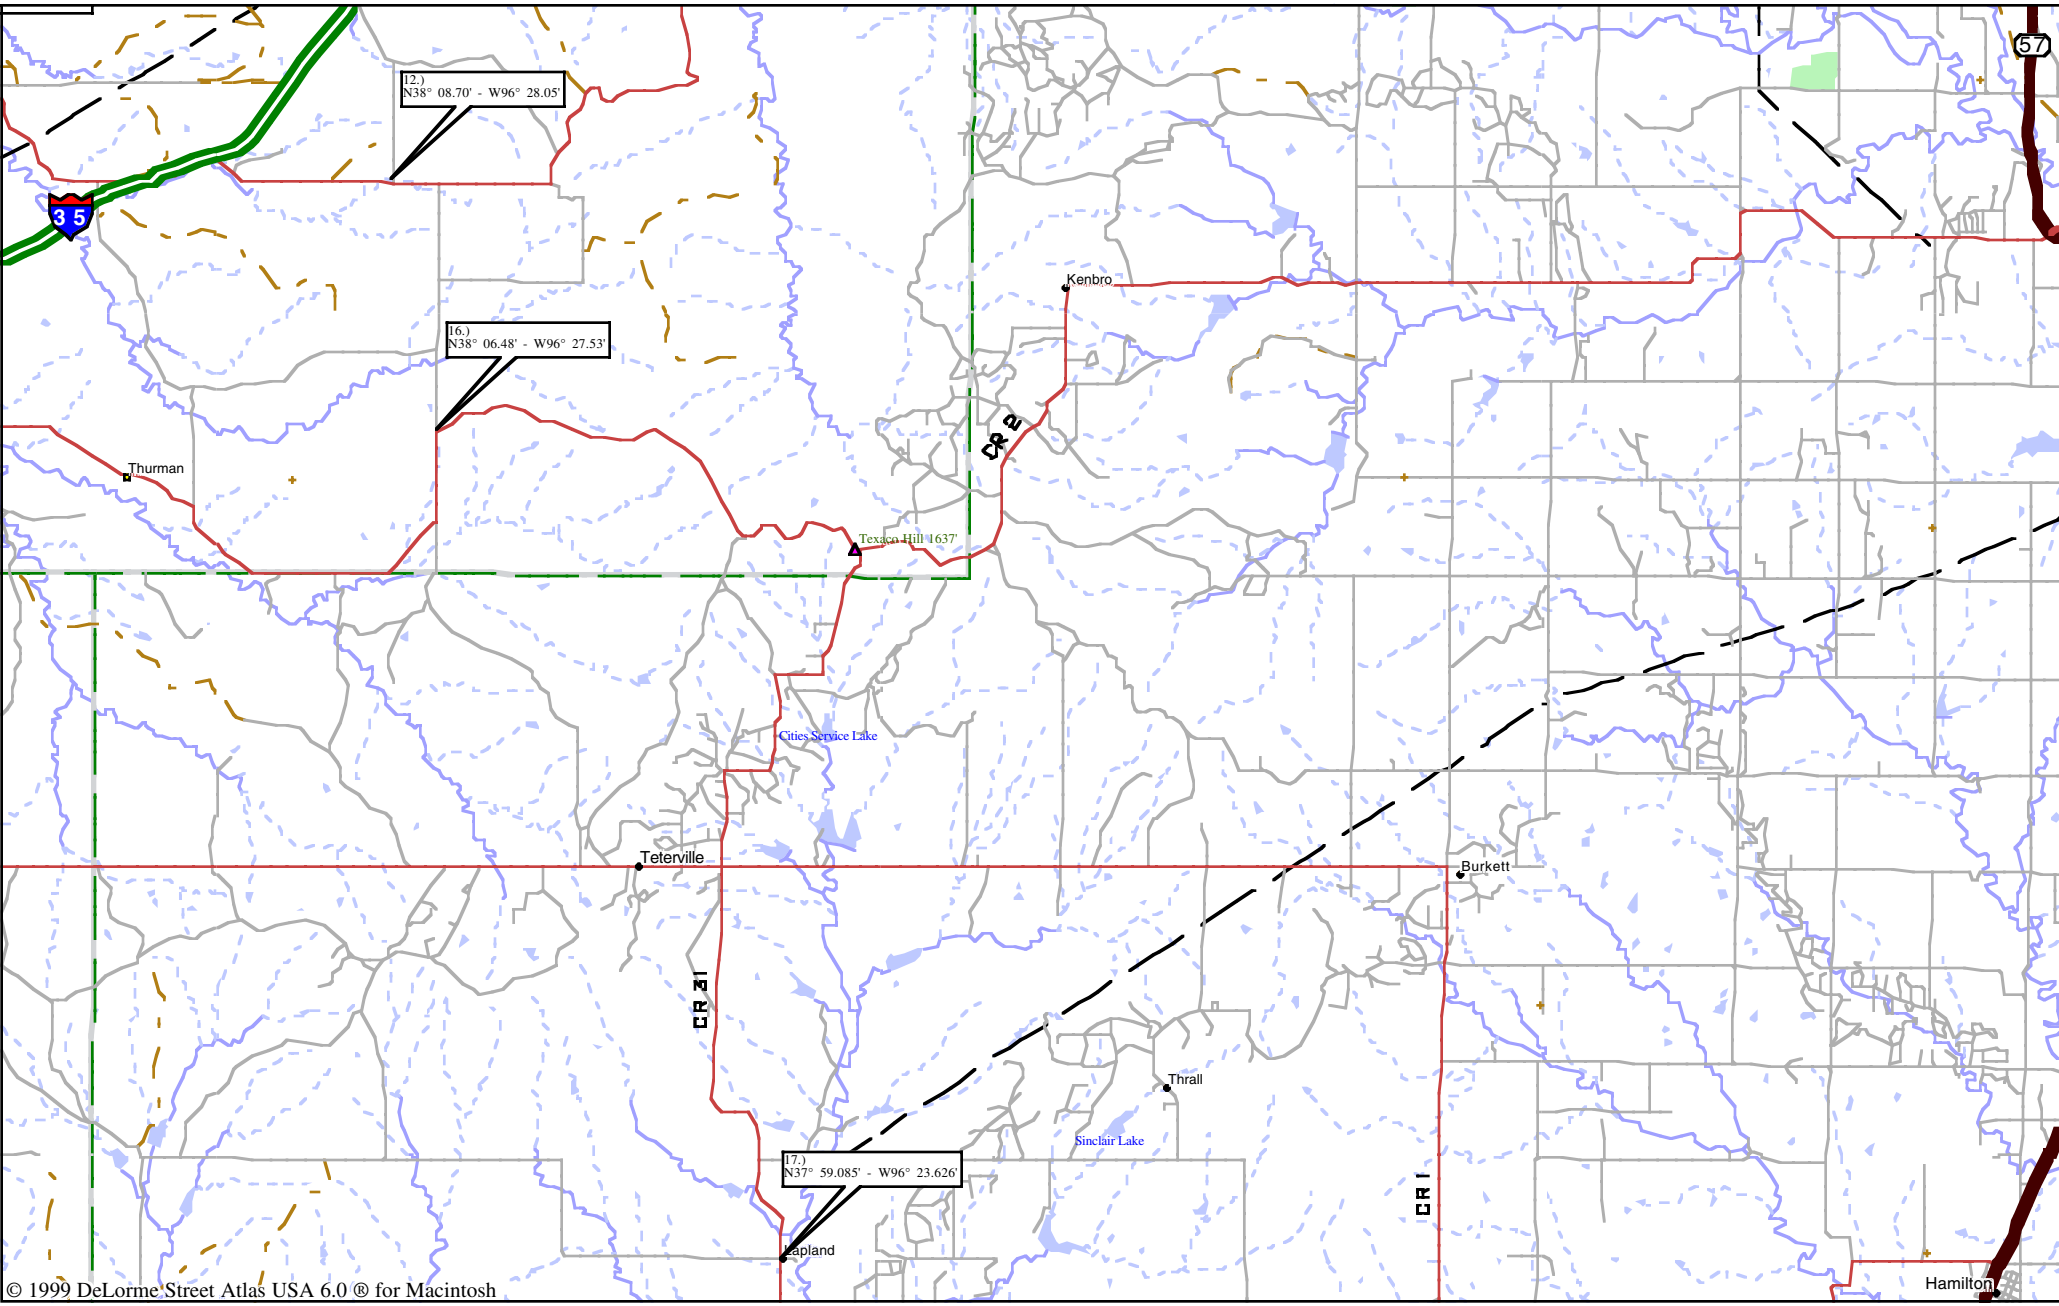 57
12.)
N38° 08.70' - W96° 28.05'
35
Kenbro
16.)
N38° 06.48' - W96° 27.53'
CR 2
Thurman
Texaco Hill 1637'
Cities Service Lake
Teterville
Burkett
CR 31
Thrall
Sinclair Lake
17.)
N37° 59.085' - W96° 23.626'
CR 1
Lapland
Hamilton
© 1999 DeLorme Street Atlas USA 6.0 ® for Macintosh